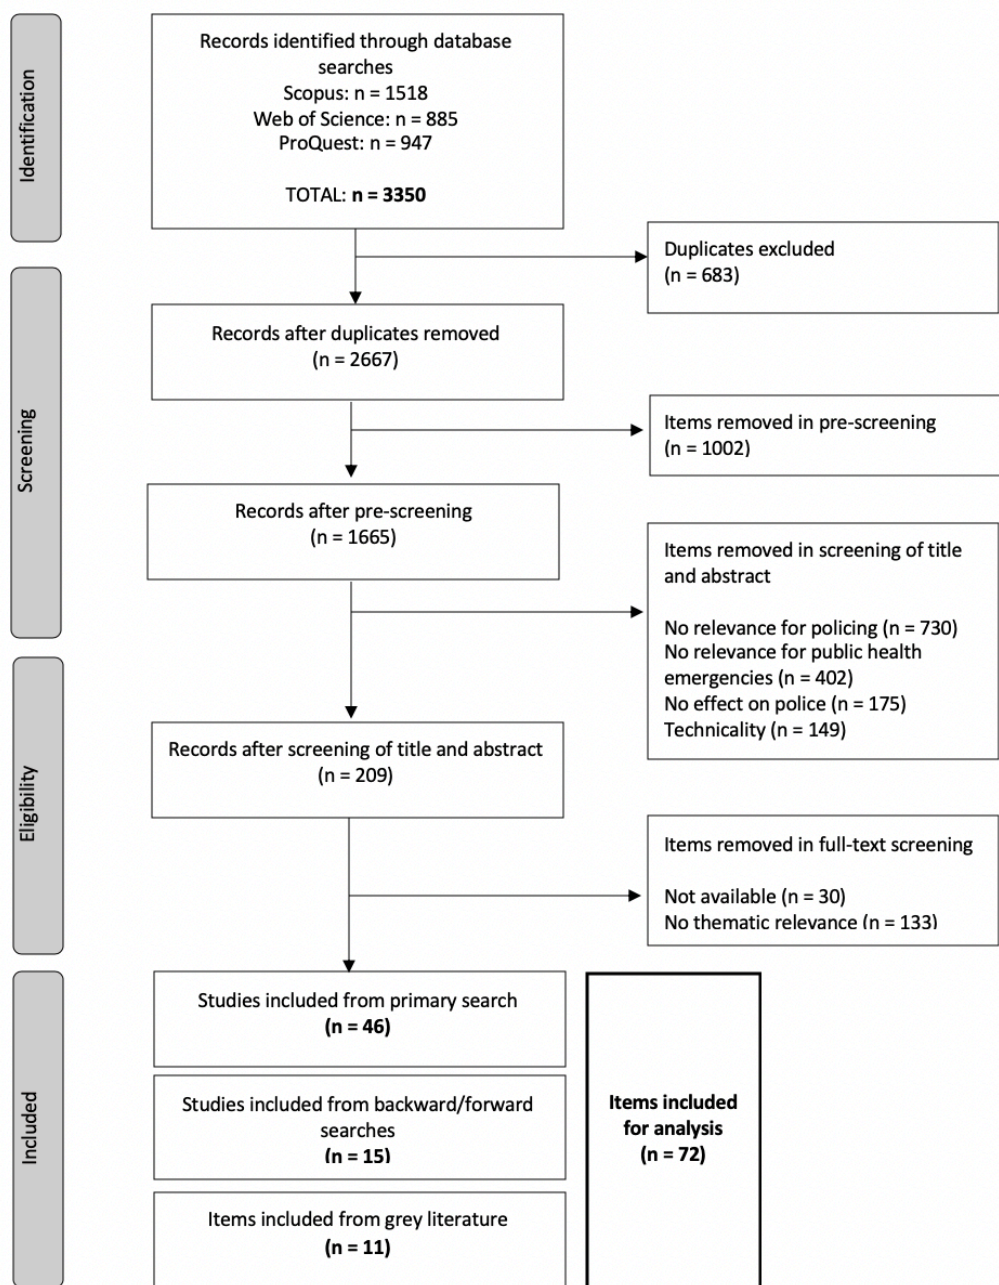 Identification
Records identified through database
searches
Scopus: n = 1518
Web of Science: n = 885
ProQuest: n = 947
TOTAL: n = 3350
Duplicates excluded
(n = 683)
Screening
Records after duplicates removed
(n = 2667)
Items removed in pre-screening
(n = 1002)
Records after pre-screening
(n = 1665)
Items removed in screening of title
and abstract
No relevance for policing (n = 730)
No relevance for public health
emergencies (n = 402)
No effect on police (n = 175)
Technicality (n = 149)
Eligibility
Records after screening of title and abstract
(n = 209)
Items removed in full-text screening
Not available (n = 30)
No thematic relevance (n = 133)
Included
Studies included from primary search
(n = 46)
Studies included from backward/forward
searches
(n = 15)
Items included from grey literature
(n = 11)
Items included
for analysis
(n = 72)